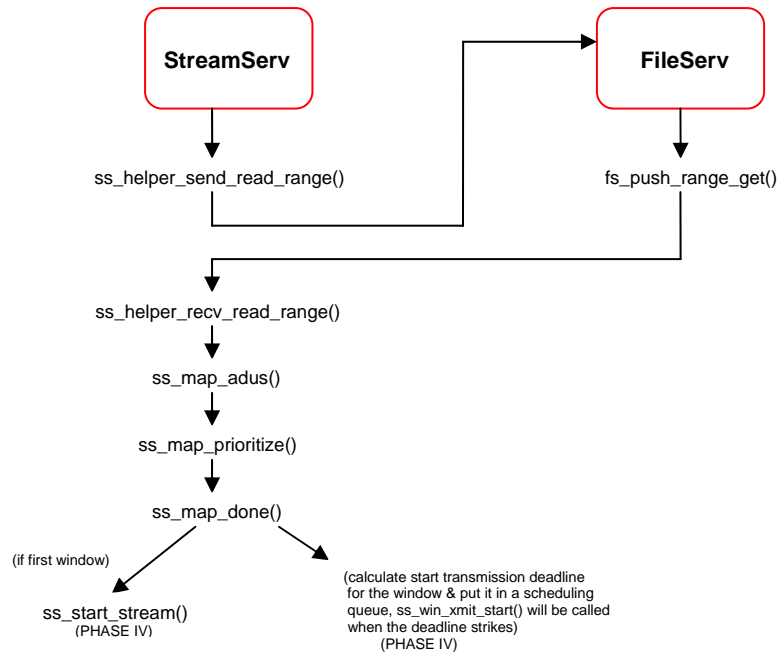 StreamServ
FileServ
ss_helper_send_read_range()
fs_push_range_get()
ss_helper_recv_read_range()
ss_map_adus()
ss_map_prioritize()
ss_map_done()
(if first window)
ss_start_stream()
(PHASE IV)
(calculate start transmission deadline
for the window & put it in a scheduling
queue, ss_win_xmit_start() will be called
when the deadline strikes)
(PHASE IV)